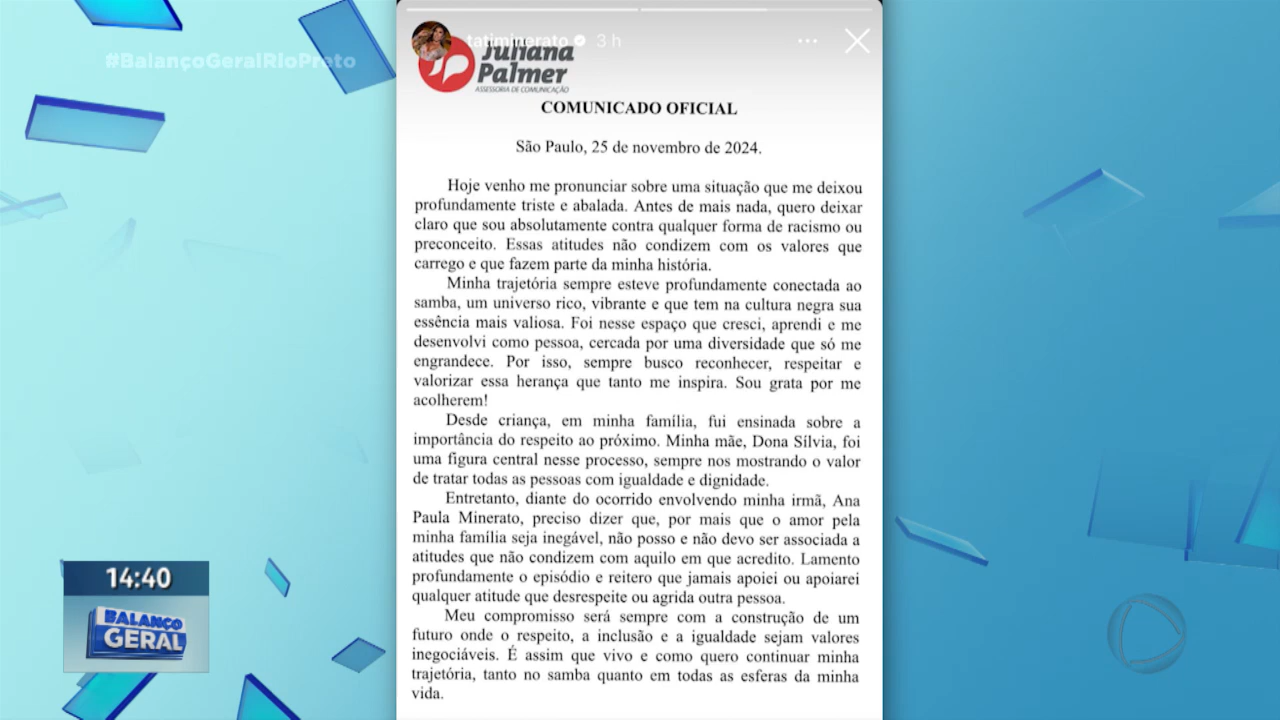 #BalançoGeralRioPreto
tatiminerato 3 h
Juliana
Palmer
ASSESSORIA DE COMUNICAÇÃO
COMUNICADO OFICIAL
São Paulo, 25 de novembro de 2024.
Hoje venho me pronunciar sobre uma situação que me deixou
profundamente triste e abalada. Antes de mais nada, quero deixar
claro que sou absolutamente contra qualquer forma de racismo ou
preconceito. Essas atitudes não condizem com os valores que
carrego e que fazem parte da minha história.
Minha trajetória sempre esteve profundamente conectada ao
samba, um universo rico, vibrante e que tem na cultura negra sua
essência mais valiosa. Foi nesse espaço que cresci, aprendi e me
desenvolvi como pessoa, cercada por uma diversidade que só me
engrandece. Por isso, sempre busco reconhecer, respeitar e
valorizar essa herança que tanto me inspira. Sou grata por me
acolherem!
Desde criança, em minha família, fui ensinada sobre a
importância do respeito ao próximo. Minha mãe, Dona Sílvia, foi
uma figura central nesse processo, sempre nos mostrando o valor
de tratar todas as pessoas com igualdade e dignidade.
Entretanto, diante do ocorrido envolvendo minha irmã, Ana
Paula Minerato, preciso dizer que, por mais que o amor pela
minha família seja inegável, não posso e não devo ser associada a
atitudes que não condizem com aquilo em que acredito. Lamento
profundamente o episódio e reitero que jamais apoiei ou apoiarei
qualquer atitude que desrespeite ou agrida outra pessoa.
Meu compromisso será sempre com a construção de um
futuro onde o respeito, a inclusão e a igualdade sejam valores
inegociáveis. É assim que vivo e como quero continuar minha
trajetória, tanto no samba quanto em todas as esferas da minha
vida.
14:40
BALANÇO
GERAL